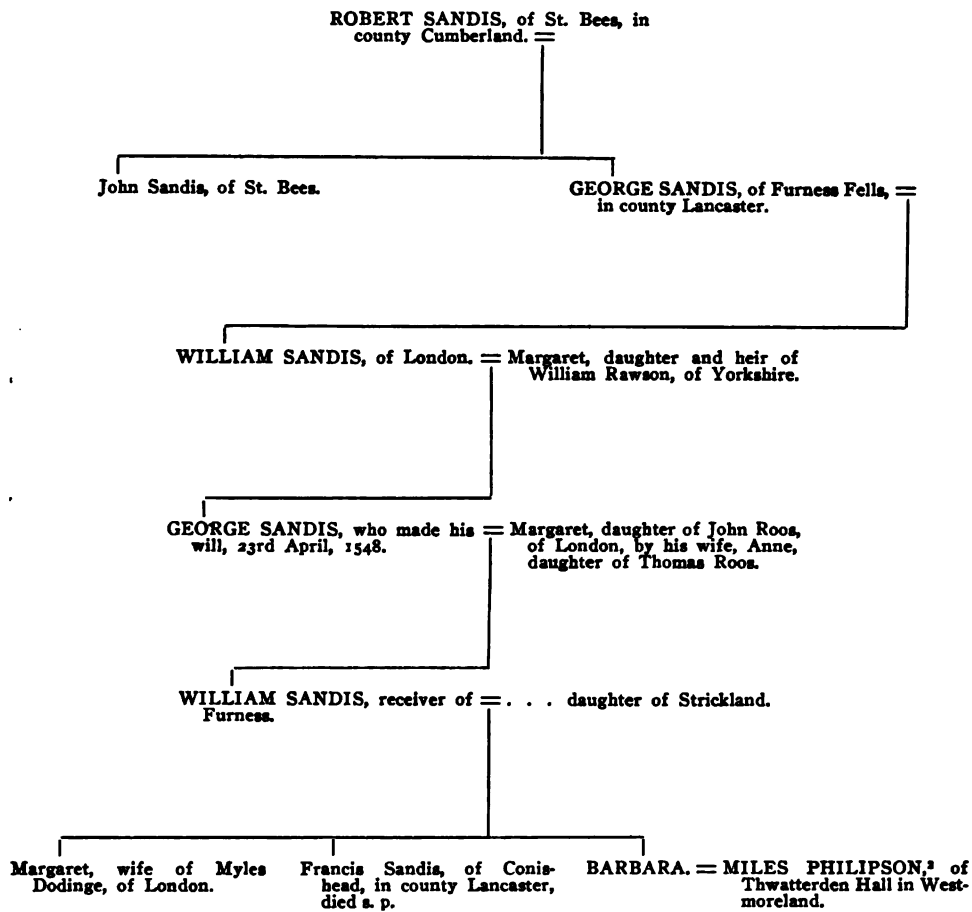 ROBERT SANDIS, of St. Bees, in
county Cumberland. =
John Sandis, of St. Bees.
GEORGE SANDIS, of Furness Fells, =
in county Lancaster.
WILLIAM SANDIS, of London. = Margaret, daughter and heir of
William Rawson, of Yorkshire.
GEORGE SANDIS, who made his = Margaret, daughter of John Roos,
will, 23rd April, 1548.
of London, by his wife, Anne,
daughter of Thomas Roos.
WILLIAM SANDIS, receiver of = . . . daughter of Strickland.
Furness.
Margaret, wife of Myles
Dodinge, of London.
Francis Sandis, of Conis-
head, in county Lancaster,
died s. p.
BARBARA. = MILES PHILIPSON,² of
Thwatterden Hall in West-
moreland.